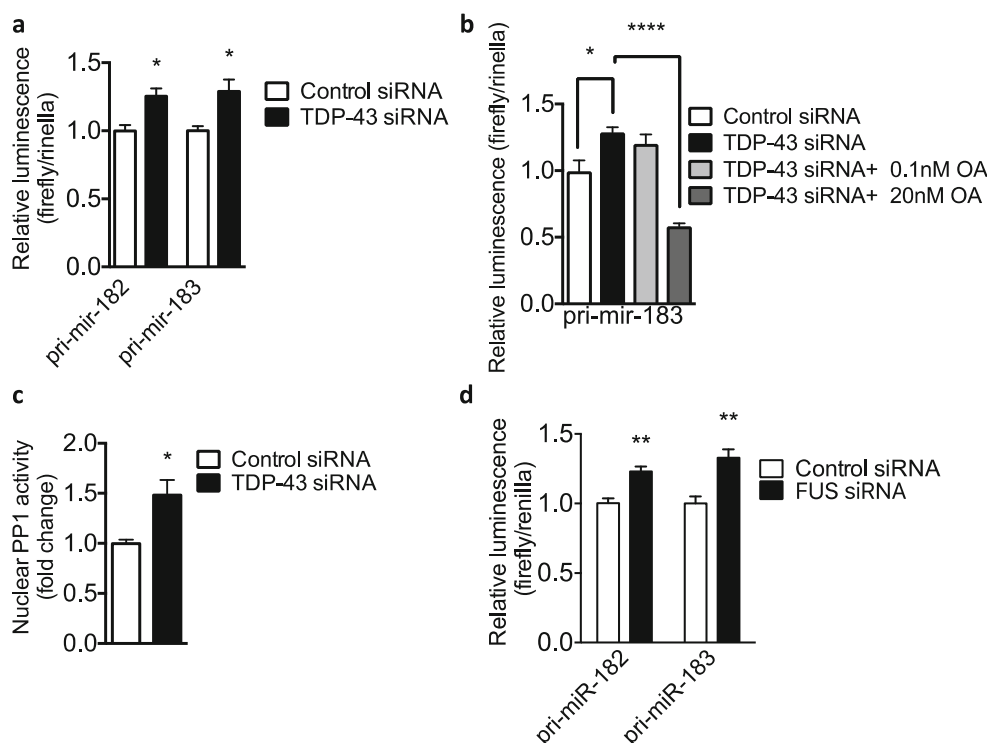 a
Relative luminescence
(firefly/rinella)
1.5
1.0
0.5
0.0
*
*
pri-mir-182
pri-mir-183
Control siRNA
TDP-43 siRNA
b
Relative luminescence (firefly/rinella)
1.5
1.0
0.5
0.0
*
****
pri-mir-183
Control siRNA
TDP-43 siRNA
TDP-43 siRNA+ 0.1nM OA
TDP-43 siRNA+ 20nM OA
c
Nuclear PP1 activity
(fold change)
2.0
1.5
1.0
0.5
0.0
*
Control siRNA
TDP-43 siRNA
d
Relative luminescence
(firefly/renilla)
1.5
1.0
0.5
0.0
**
**
pri-miR-182
pri-miR-183
Control siRNA
FUS siRNA